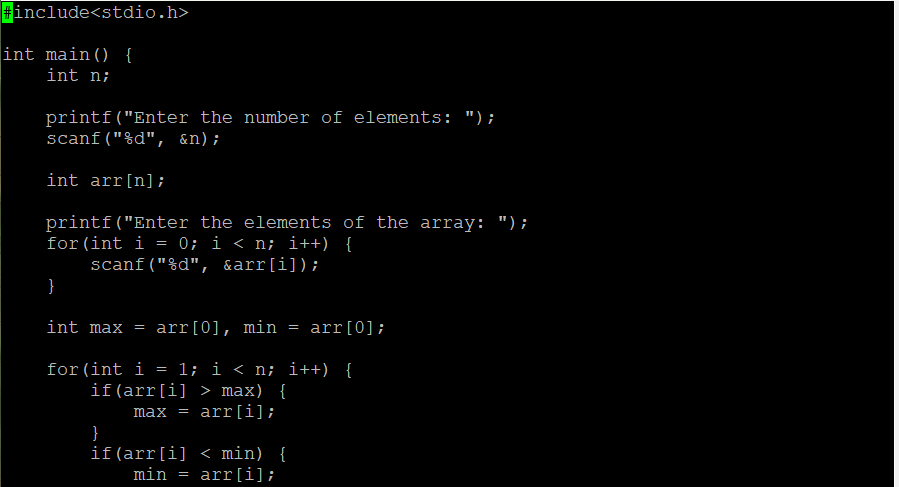 #include<stdio.h>
int main() {
    int n;
    printf("Enter the number of elements: ");
    scanf("%d", &n);
    int arr[n];
    printf("Enter the elements of the array: ");
    for(int i = 0; i < n; i++) {
        scanf("%d", &arr[i]);
    }
    int max = arr[0], min = arr[0];
    for(int i = 1; i < n; i++) {
        if(arr[i] > max) {
            max = arr[i];
        }
        if(arr[i] < min) {
            min = arr[i];